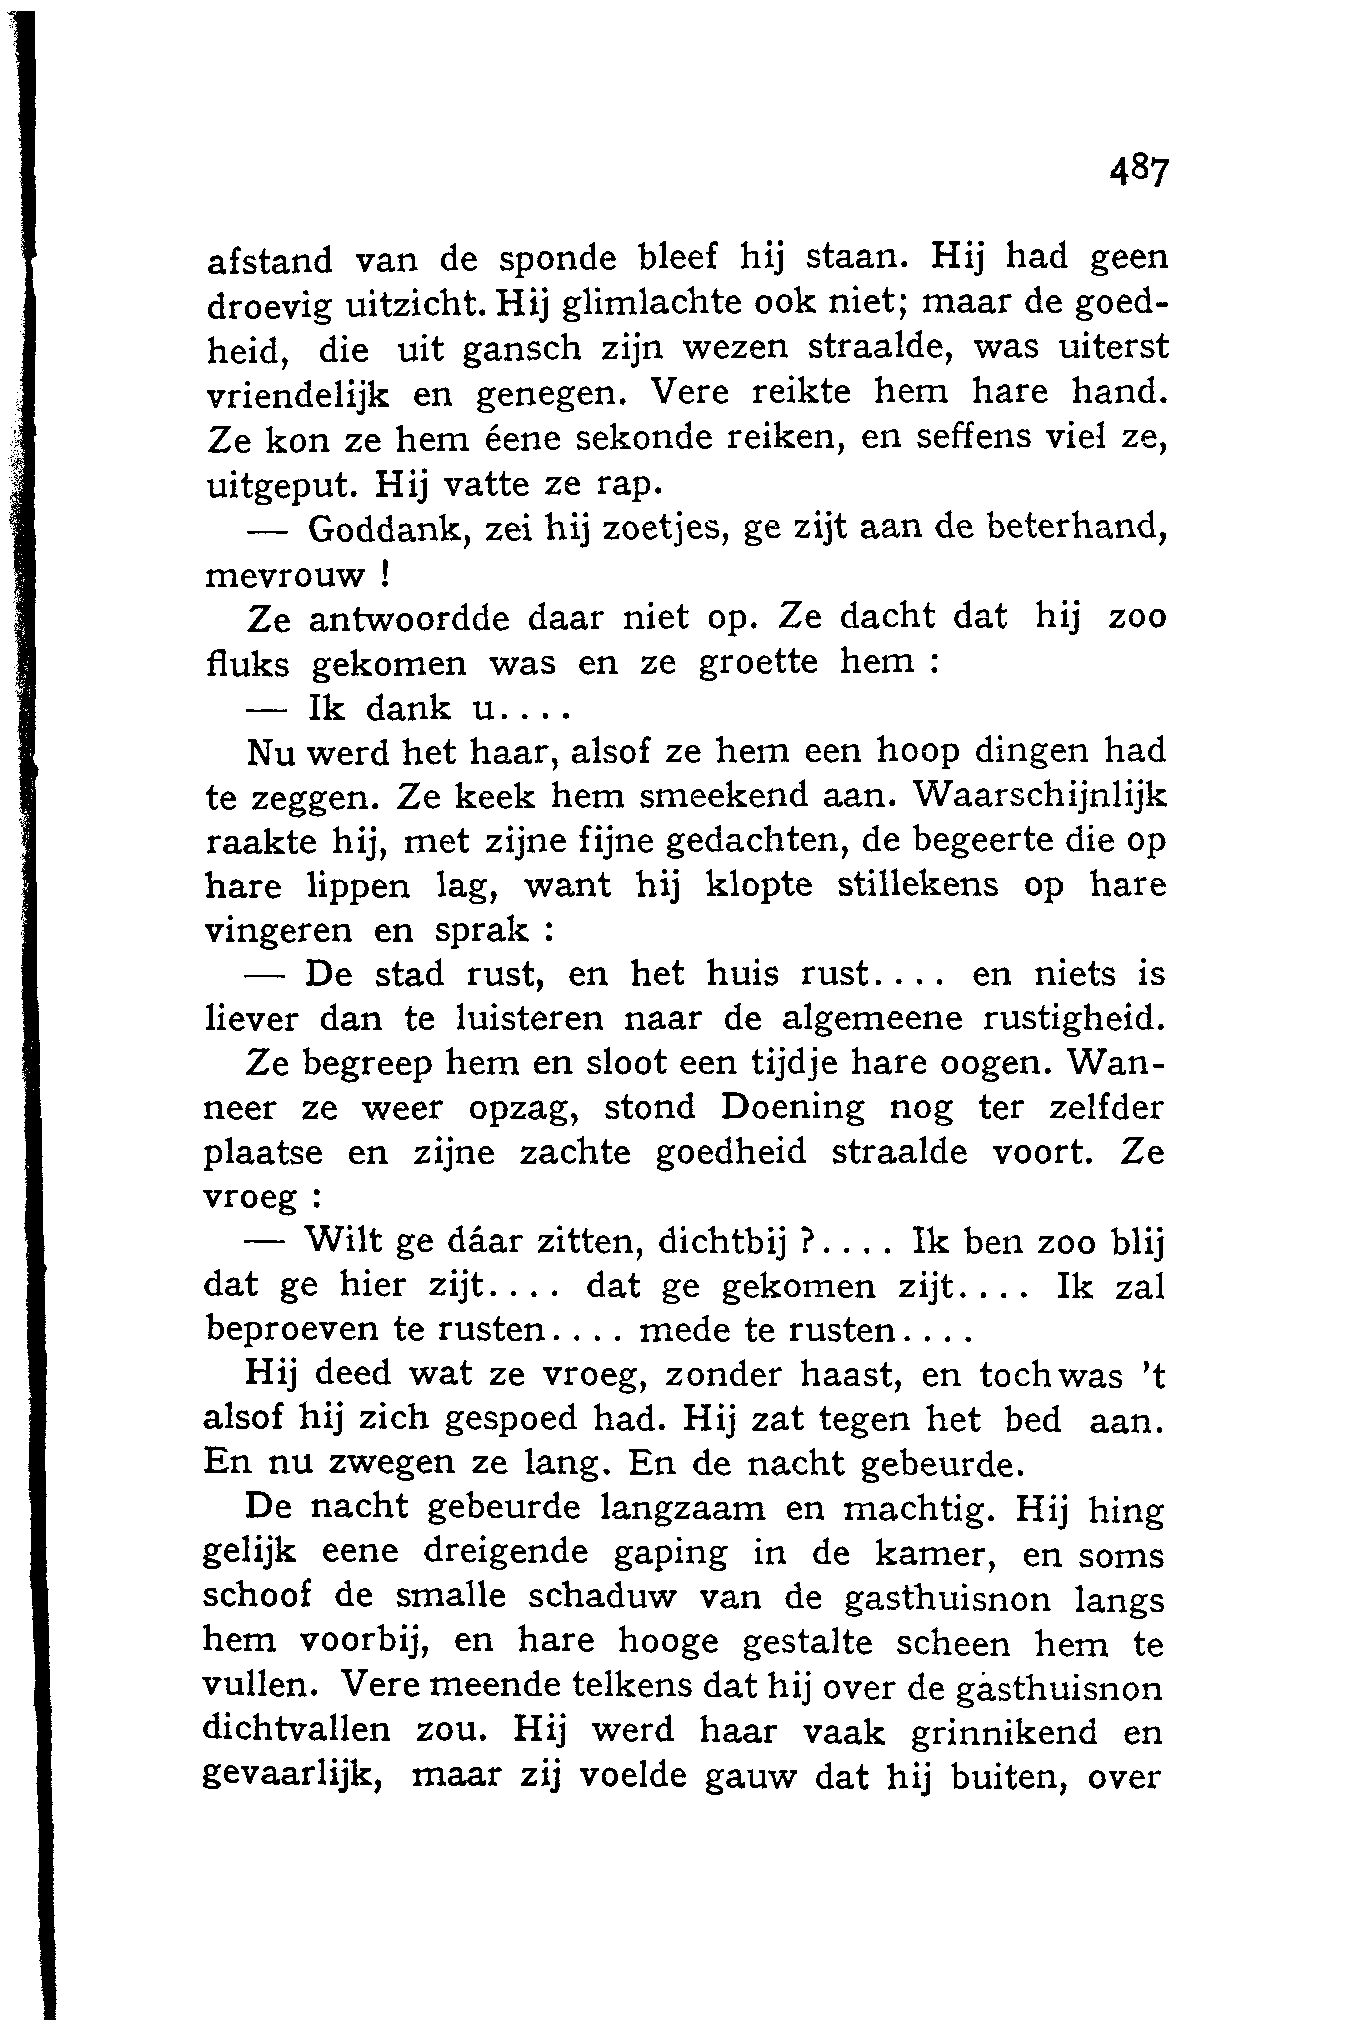 487
afstand van de sponde bleef hij staan. Hij had geen
droevig uitzicht. Hij glimlachte ook niet; maar de goed-
heid, die uit gansch zijn wezen straalde, was uiterst
vriendelijk en genegen. Vere reikte hem hare hand.
Ze kon ze hem éene sekonde reiken, en seffens viel ze,
uitgeput. Hij vatte ze rap.
— Goddank, zei hij zoetjes, ge zijt aan de beterhand,
mevrouw !
Ze antwoordde daar niet op. Ze dacht dat hij zoo
fluks gekomen was en ze groette hem :
— Ik dank u....
Nu werd het haar, alsof ze hem een hoop dingen had
te zeggen. Ze keek hem smeekend aan. Waarschijnlijk
raakte hij, met zijne fijne gedachten, de begeerte die op
hare lippen lag, want hij klopte stillekens op hare
vingeren en sprak :
— De stad rust, en het huis rust.... en niets is
liever dan te luisteren naar de algemeene rustigheid.
Ze begreep hem en sloot een tijdje hare oogen. Wan-
neer ze weer opzag, stond Doening nog ter zelfder
plaatse en zijne zachte goedheid straalde voort. Ze
vroeg :
— Wilt ge dáar zitten, dichtbij ?.... Ik ben zoo blij
dat ge hier zijt.... dat ge gekomen zijt.... Ik zal
beproeven te rusten.... mede te rusten....
Hij deed wat ze vroeg, zonder haast, en toch was 't
alsof hij zich gespoed had. Hij zat tegen het bed aan.
En nu zwegen ze lang. En de nacht gebeurde.
De nacht gebeurde langzaam en machtig. Hij hing
gelijk eene dreigende gaping in de kamer, en soms
schoof de smalle schaduw van de gasthuisnon langs
hem voorbij, en hare hooge gestalte scheen hem te
vullen. Vere meende telkens dat hij over de gasthuisnon
dichtvallen zou. Hij werd haar vaak grinnikend en
gevaarlijk, maar zij voelde gauw dat hij buiten, over